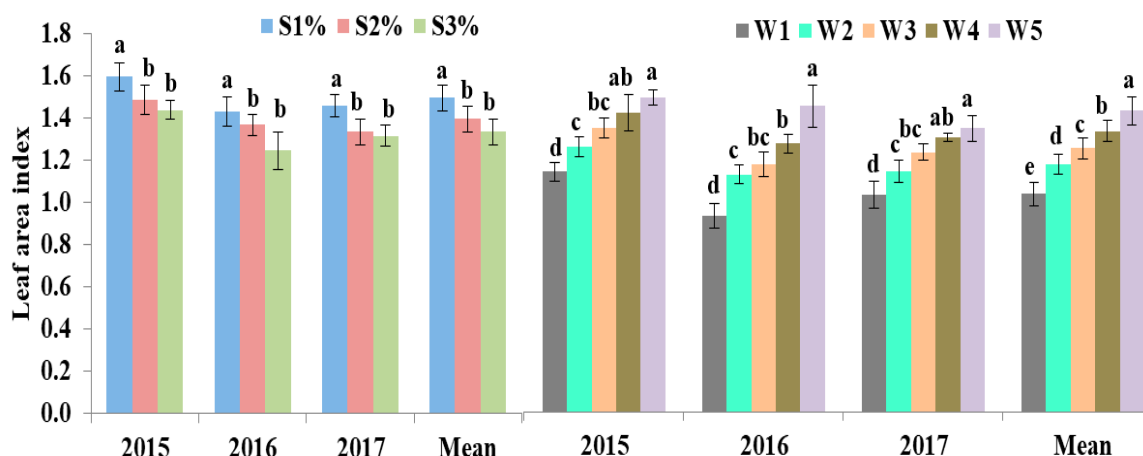 Leaf area index
1.8
1.6
1.4
1.2
1.0
0.8
0.6
0.4
0.2
0.0
S1% S2% S3%
a b b
a b b
a b b
a b b
2015 2016 2017 Mean
W1 W2 W3 W4 W5
d c bc ab a
d c bc b a
d c bc ab a
e d c b a
2015 2016 2017 Mean